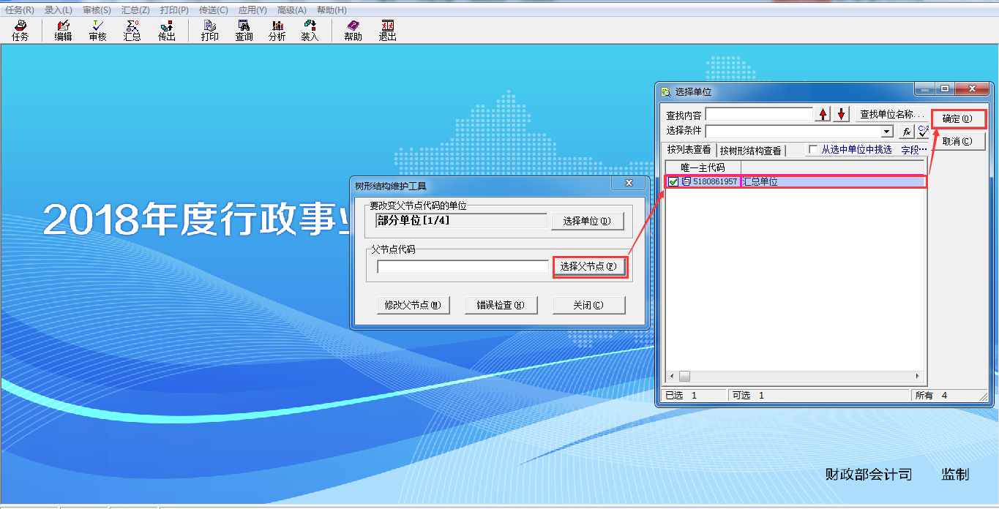 任务(R) 录入(L) 审核(S) 汇总(Z) 打印(P) 传送(C) 应用(Y) 高级(A) 帮助(H)
任务 编辑 审核 汇总 传出 打印 查询 分析 装入 帮助 退出
2018年度行政事业
树形结构维护工具
要改变父节点代码的单位
部分单位[1/4]
选择单位(D)
父节点代码
选择父节点(F)
修改父节点(M) 错误检查(H) 关闭(C)
选择单位
查找内容
查找单位名称...
确定(O)
选择条件
fx
取消(C)
按列表查看 按树形结构查看 从选中单位中挑选 字段…
唯一主代码
5180861957 汇总单位
已选 1 可选 1 所有 4
财政部会计司 监制